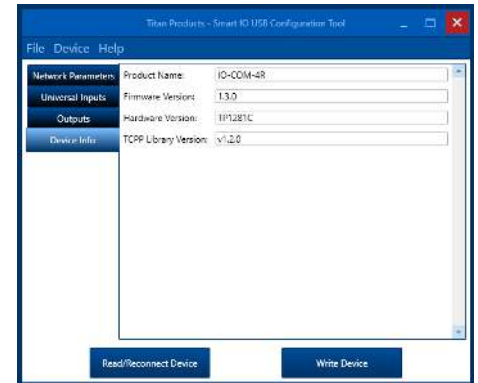 Titan Products - Smart IO USB Configuration Tool
File Device Help
Network Parameters
Product Name: IO-COM-4R
Universal Inputs
Firmware Version: 1.3.0
Outputs
Hardware Version: TP1281C
Device Info
TCPP Library Version: v1.2.0
Read/Reconnect Device
Write Device